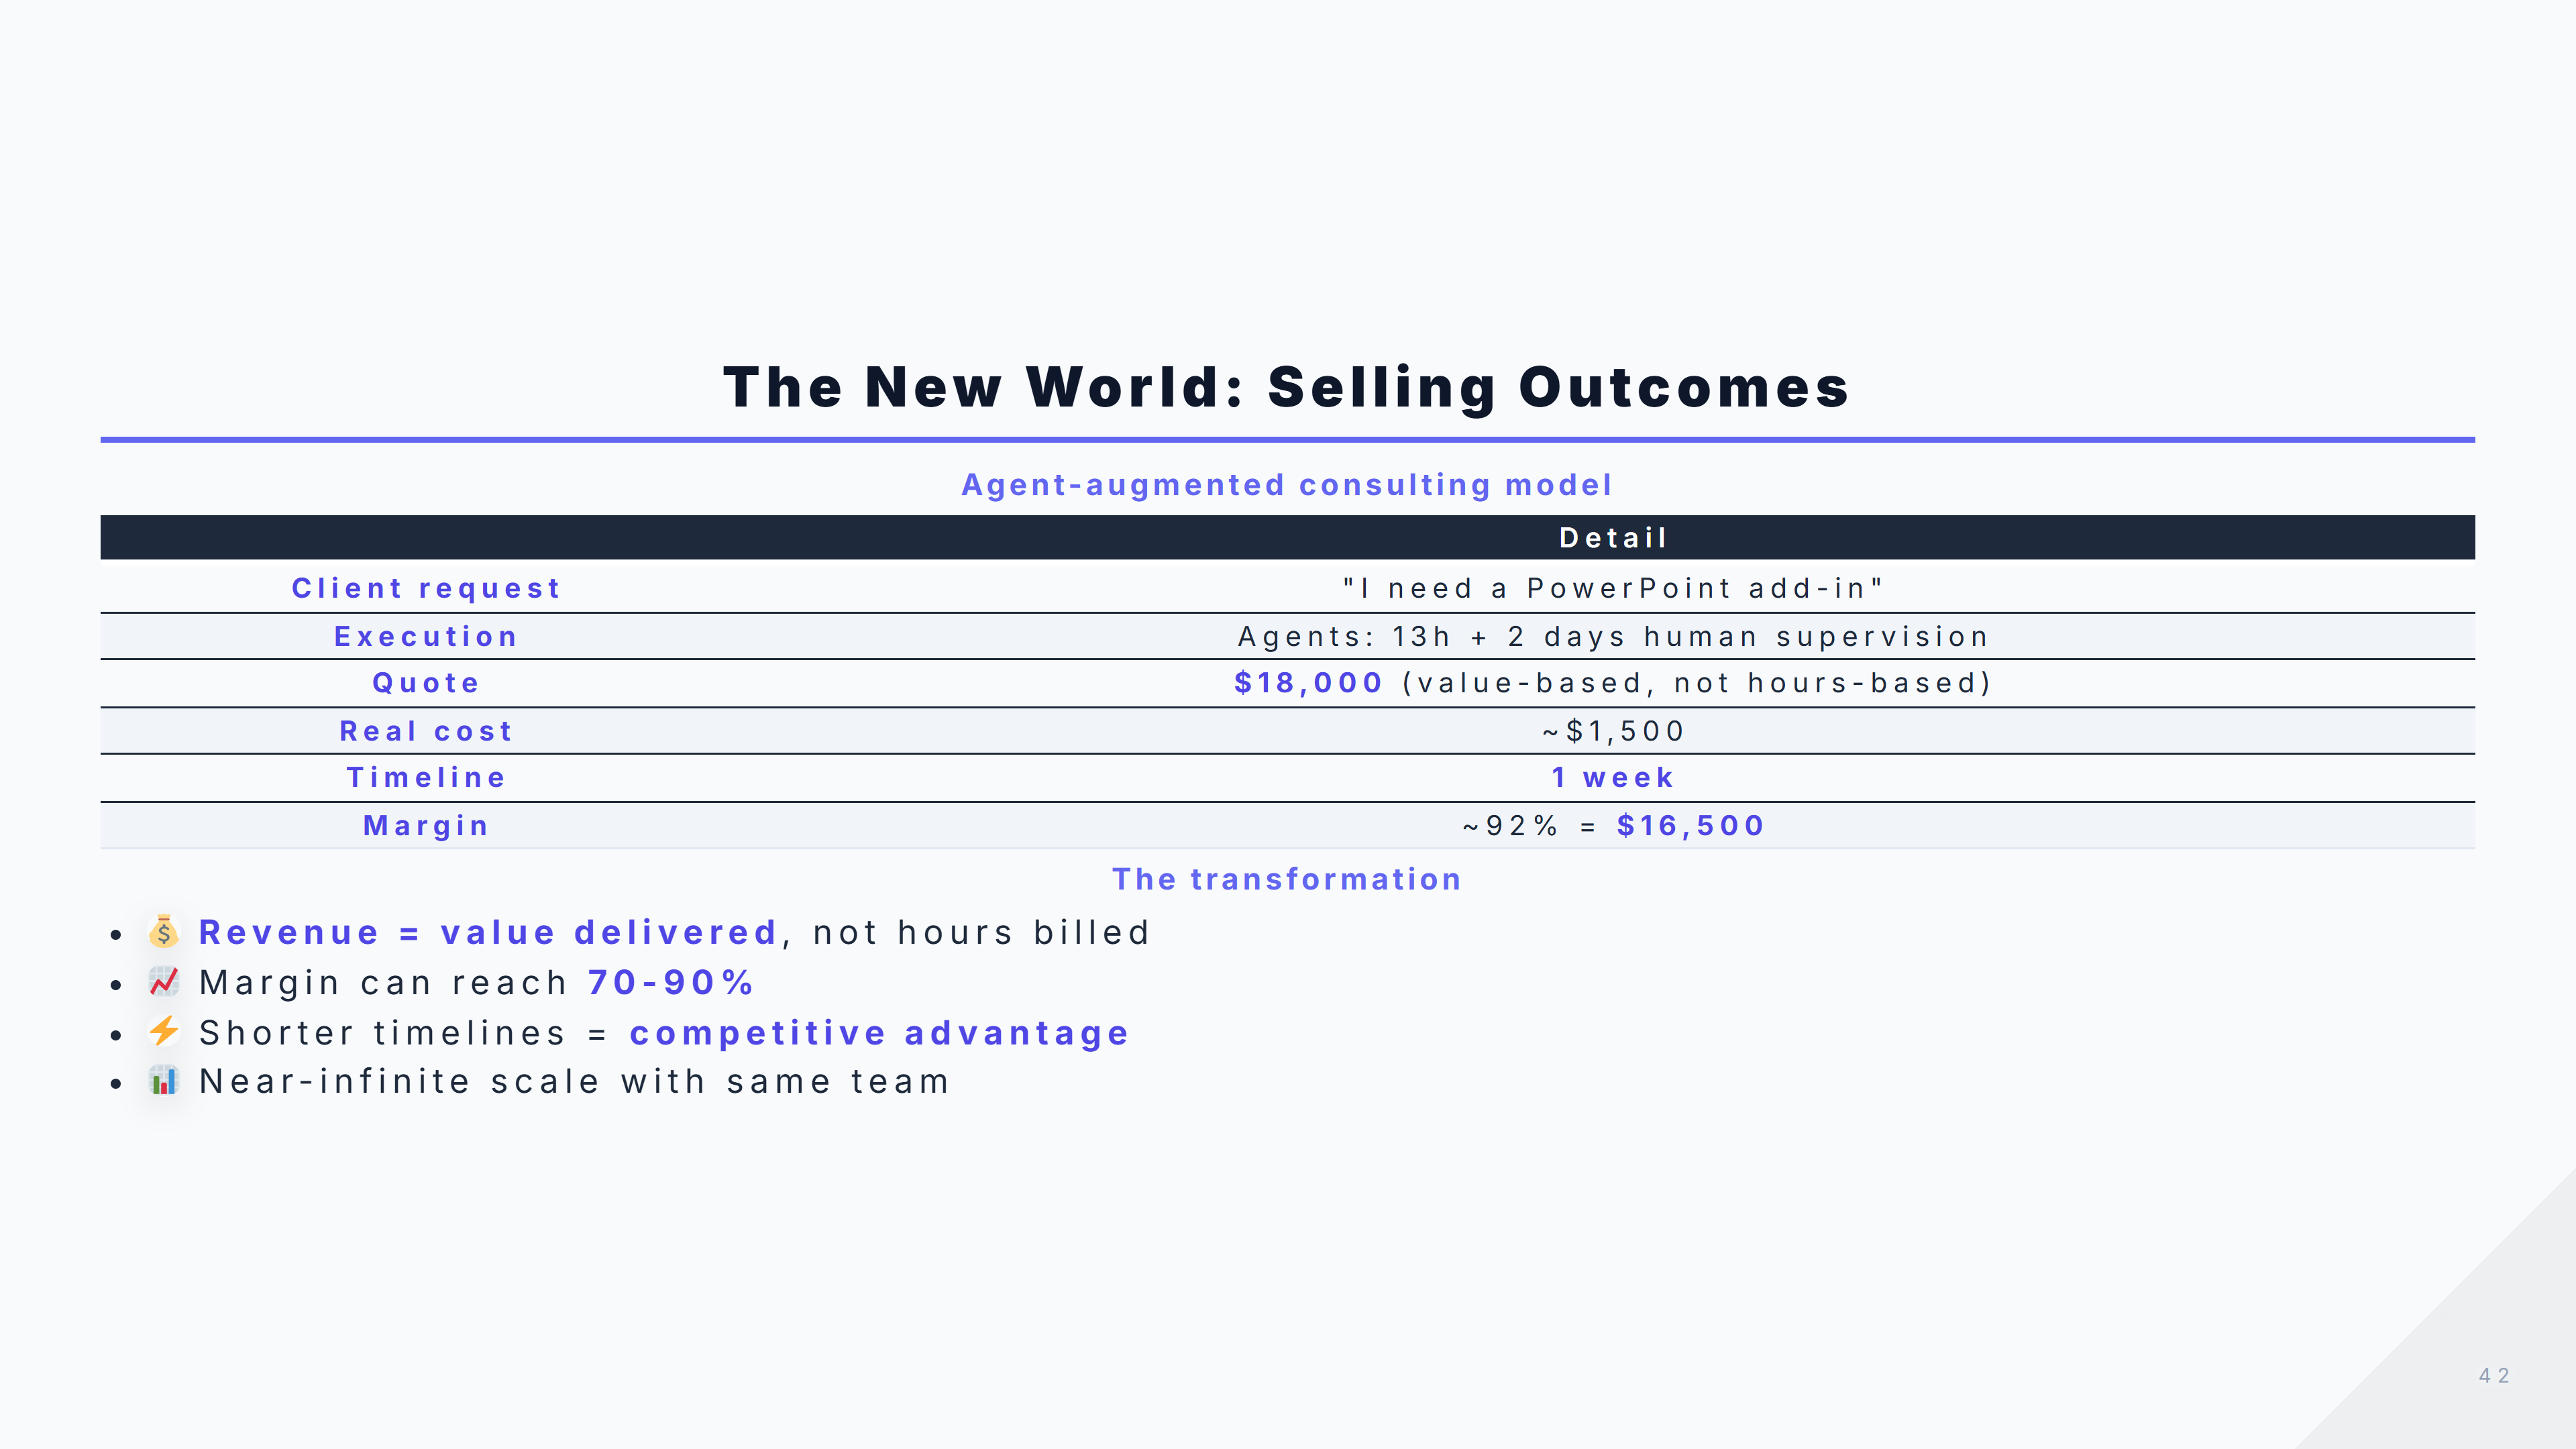 The New World: Selling Outcomes
Agent-augmented consulting model
Detail
Client request "I need a PowerPoint add-in"
Execution Agents: 13h + 2 days human supervision
Quote $18,000 (value-based, not hours-based)
Real cost ~$1,500
Timeline 1 week
Margin ~92% = $16,500
The transformation
• 💰 Revenue = value delivered, not hours billed
• 📈 Margin can reach 70-90%
• ⚡ Shorter timelines = competitive advantage
• 📊 Near-infinite scale with same team
42